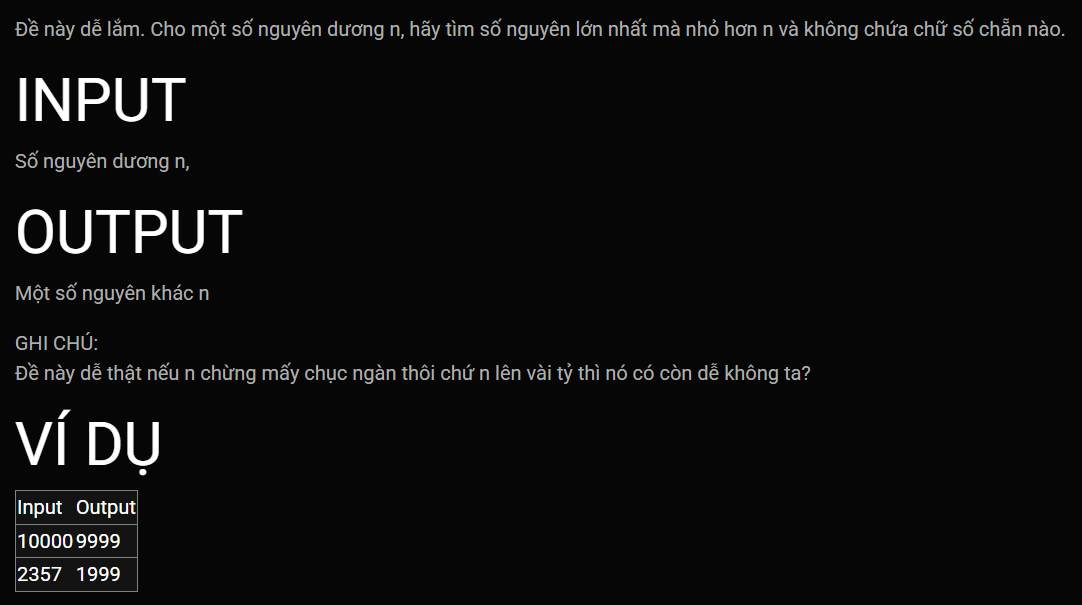 Đề này dễ lắm. Cho một số nguyên dương n, hãy tìm số nguyên lớn nhất mà nhỏ hơn n và không chứa chữ số chẵn nào.
INPUT
Số nguyên dương n,
OUTPUT
Một số nguyên khác n
GHI CHÚ:
Đề này dễ thật nếu n chừng mấy chục ngàn thôi chứ n lên vài tỷ thì nó có còn dễ không ta?
VÍ DỤ
Input Output
10000 9999
2357 1999